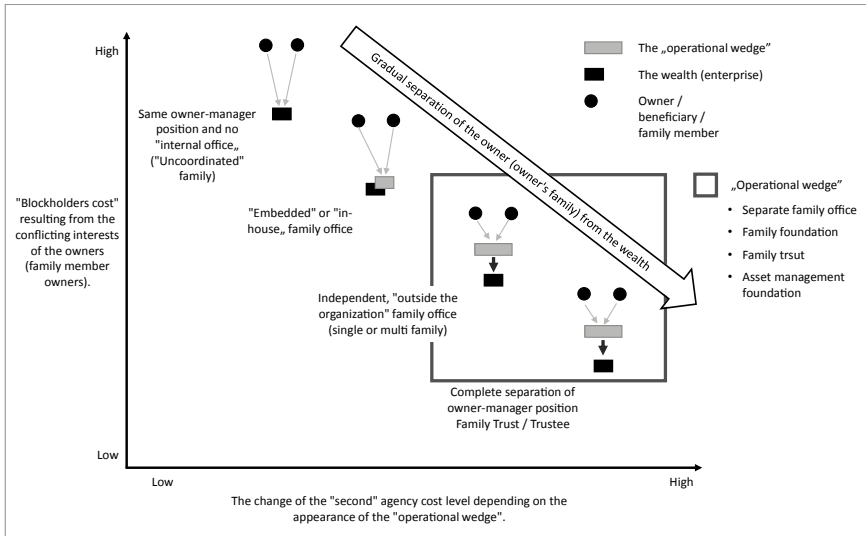 High
Same owner-manager
position and no
"internal office„
("Uncoordinated"
family)
"Embedded" or "in-
house„ family office
Independent, "outside the
organization" family office
(single or multi family)
Complete separation of
owner-manager position
Family Trust / Trustee
Gradual separation of the owner (owner's family) from the wealth
The „operational wedge"
The wealth (enterprise)
Owner /
beneficiary /
family member
„Operational wedge"
• Separate family office
• Family foundation
• Family trsut
• Asset management
foundation
"Blockholders cost"
resulting from the
conflicting interests
of the owners
(family member
owners).
Low
Low
High
The change of the "second" agency cost level depending on the
appearance of the "operational wedge".